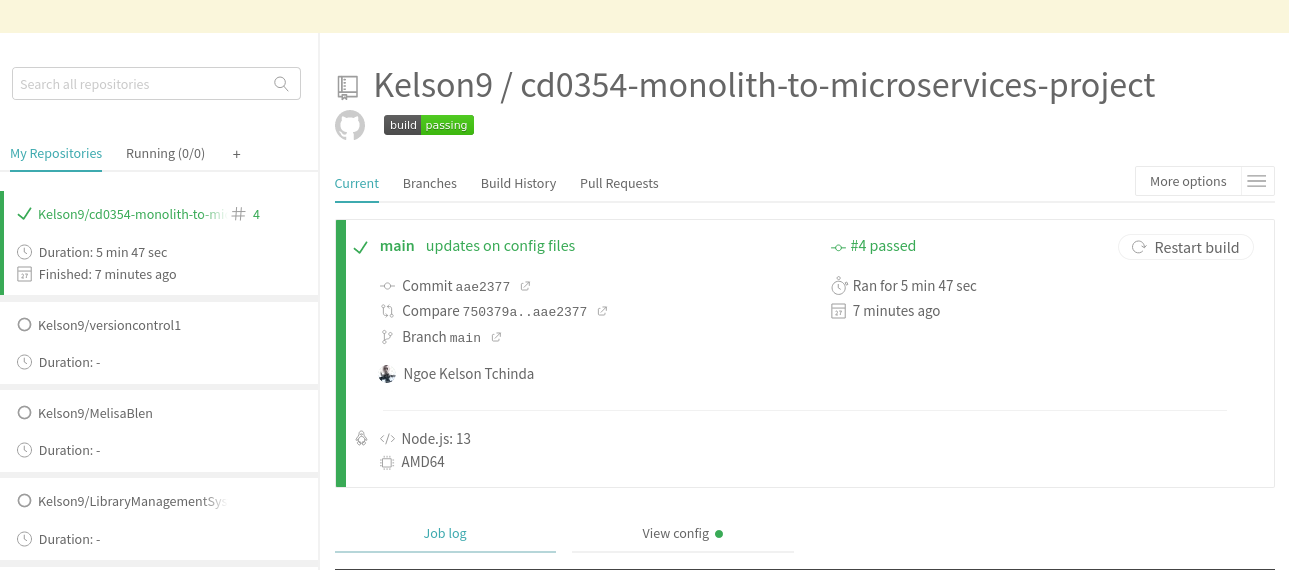 Search all repositories
My Repositories Running (0/0) +
Kelson9/cd0354-monolith-to-mi # 4
Duration: 5 min 47 sec
Finished: 7 minutes ago
Kelson9/versioncontrol1
Duration: -
Kelson9/MelisaBlen
Duration: -
Kelson9/LibraryManagementSys
Duration: -
Kelson9 / cd0354-monolith-to-microservices-project
build passing
Current Branches Build History Pull Requests
More options
main updates on config files
Commit aae2377
Compare 750379a..aae2377
Branch main
Ngoe Kelson Tchinda
#4 passed
Ran for 5 min 47 sec
27 7 minutes ago
Restart build
</> Node.js: 13
AMD64
Job log View config